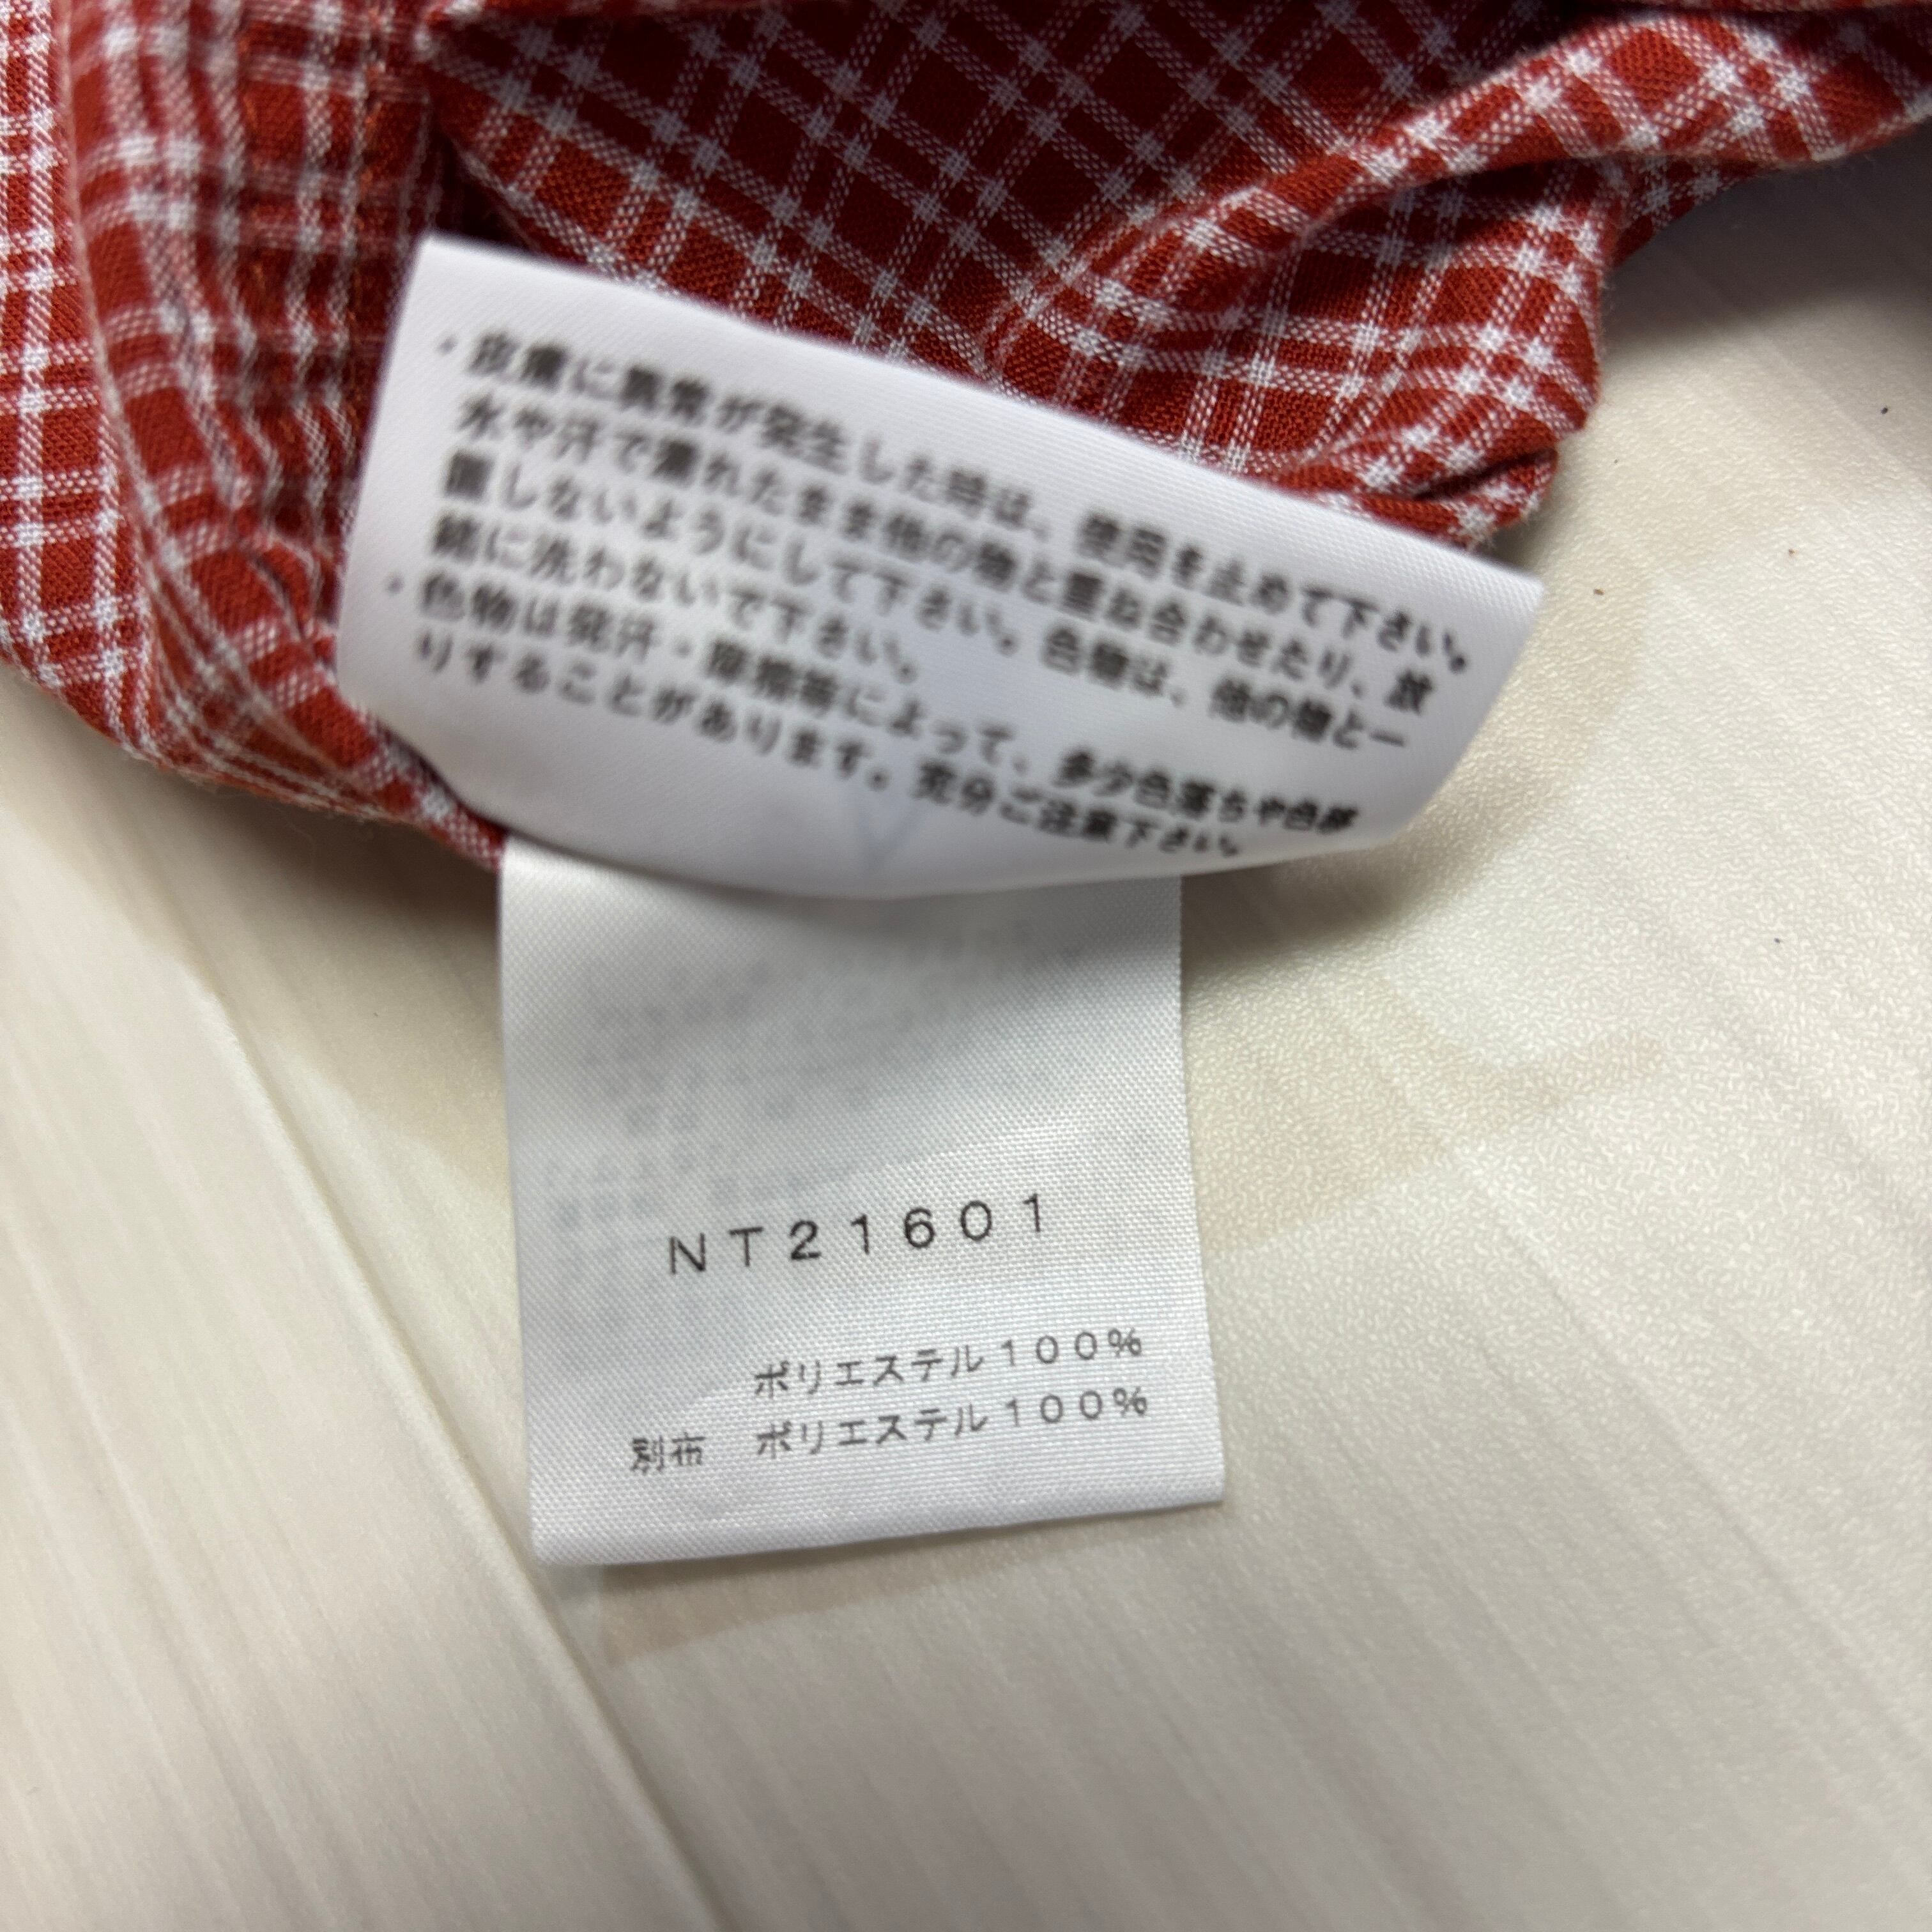 ・皮膚に異常が発生した時は、使用を止めて下さい。
水や汗で濡れたまま他の物と重ね合わせたり、放
置しないようにして下さい。色物は、他の物と一
緒に洗わないで下さい。
・色物は発汗・摩擦等によって、多少色落ちや色移
りすることがあります。充分ご注意下さい。
NT21601
ポリエステル100%
別布 ポリエステル100%